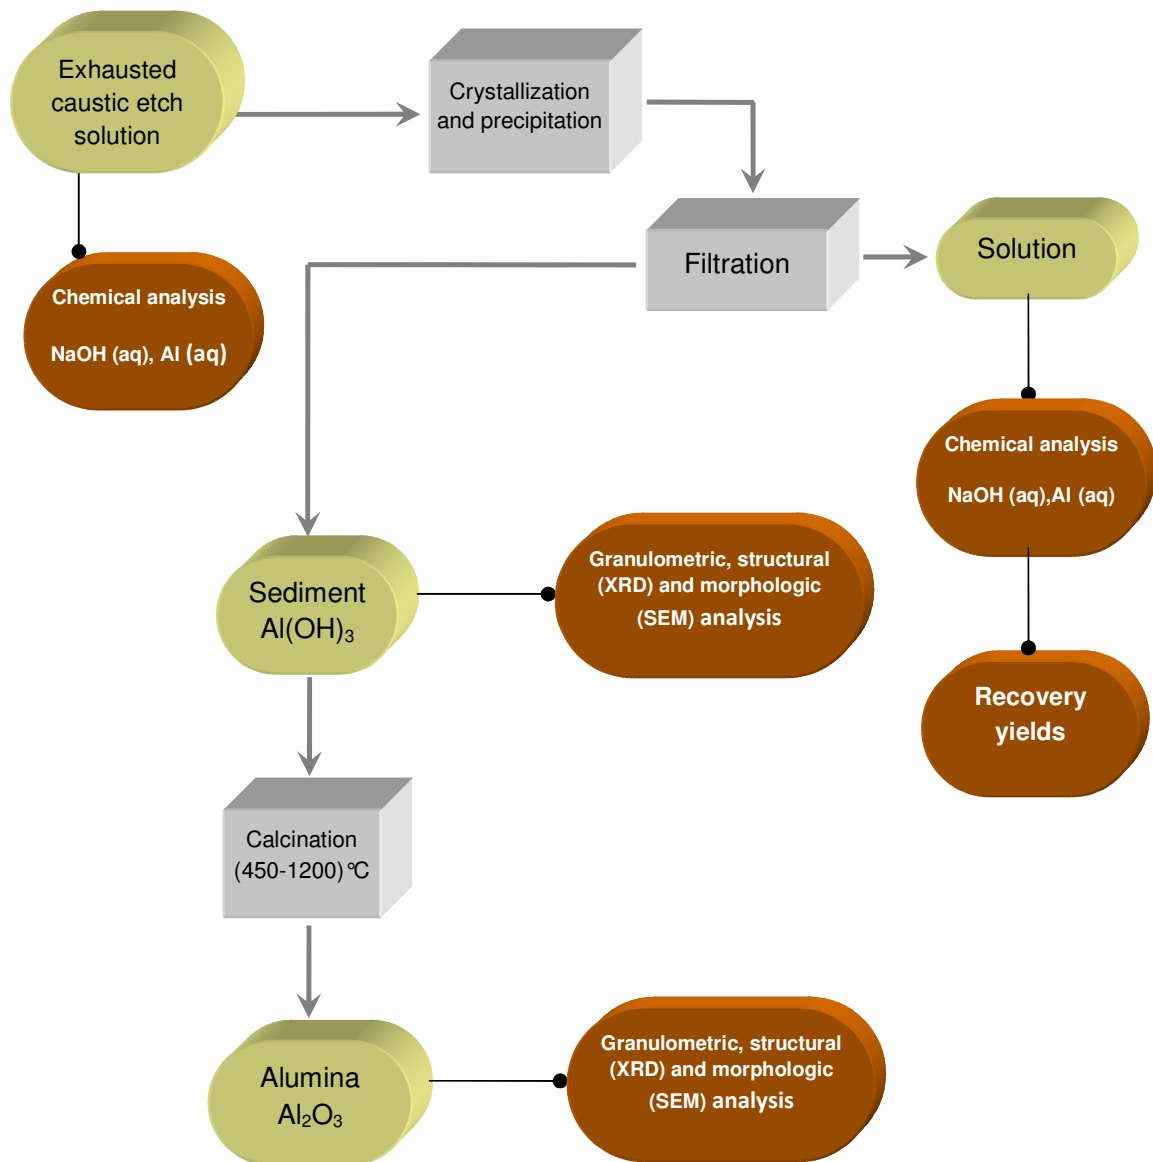 Exhausted
caustic etch
solution
Crystallization
and precipitation
Filtration
Solution
Chemical analysis
NaOH (aq), Al (aq)
Chemical analysis
NaOH (aq),Al (aq)
Recovery
yields
Sediment
Al(OH)₃
Granulometric, structural
(XRD) and morphologic
(SEM) analysis
Calcination
(450-1200)°C
Alumina
Al₂O₃
Granulometric, structural
(XRD) and morphologic
(SEM) analysis